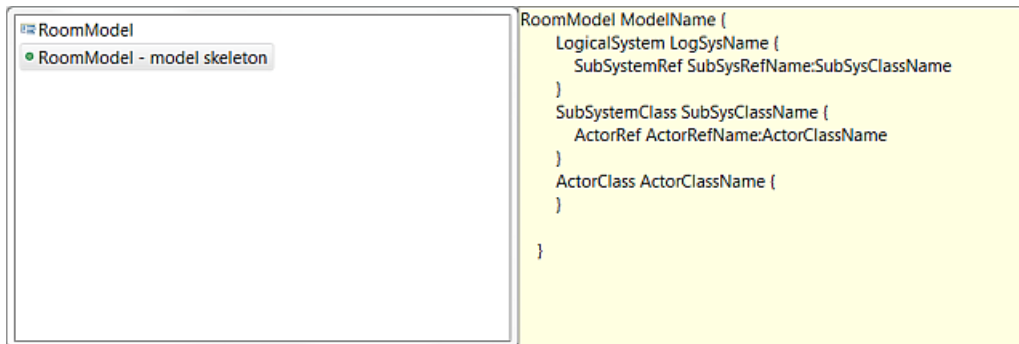 RoomModel
RoomModel - model skeleton
RoomModel ModelName {
LogicalSystem LogSysName {
SubSystemRef SubSysRefName:SubSysClassName
}
SubSystemClass SubSysClassName {
ActorRef ActorRefName:ActorClassName
}
ActorClass ActorClassName {
}
}